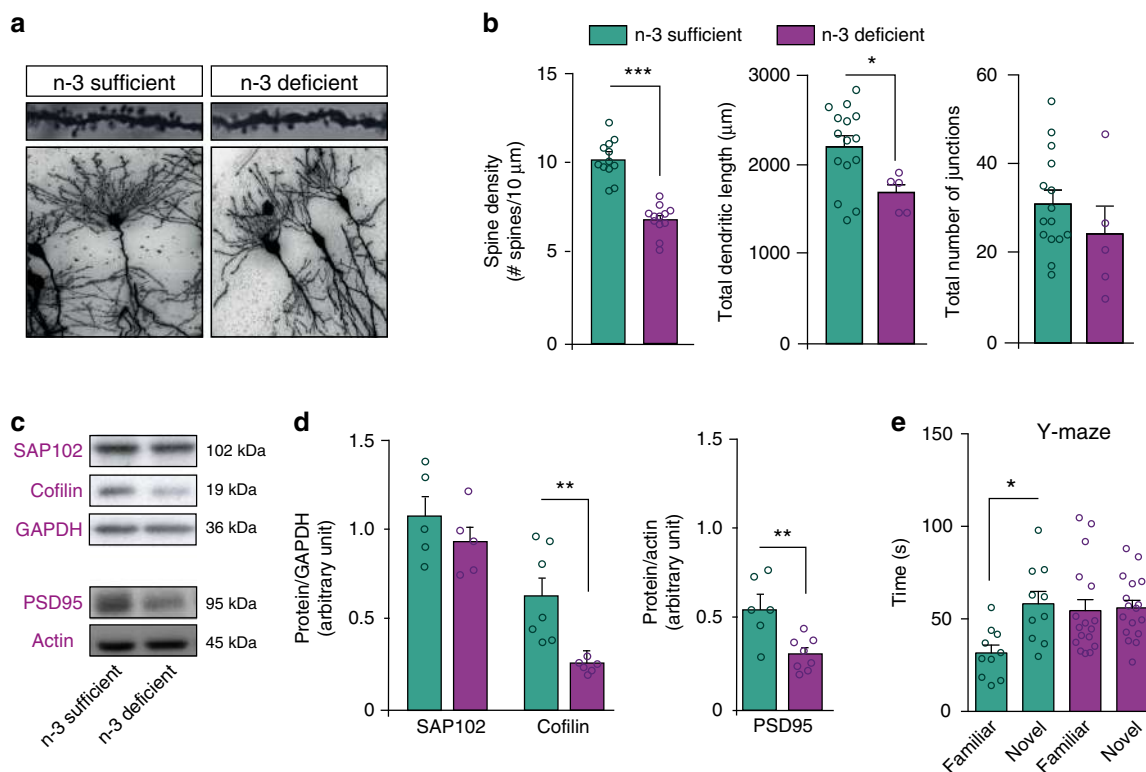 a
n-3 sufficient
n-3 deficient
b
n-3 sufficient
n-3 deficient
Spine density
(# spines/10 μm)
15
10
5
0
***
Total dendritic length (μm)
3000
2000
1000
0
*
Total number of junctions
60
40
20
0
c
SAP102
102 kDa
Cofilin
19 kDa
GAPDH
36 kDa
PSD95
95 kDa
Actin
45 kDa
n-3 sufficient
n-3 deficient
d
Protein/GAPDH
(arbitrary unit)
1.5
1.0
0.5
0
**
SAP102
Cofilin
Protein/actin
(arbitrary unit)
1.5
1.0
0.5
0
**
PSD95
e
Y-maze
Time (s)
150
100
50
0
*
Familiar
Novel
Familiar
Novel